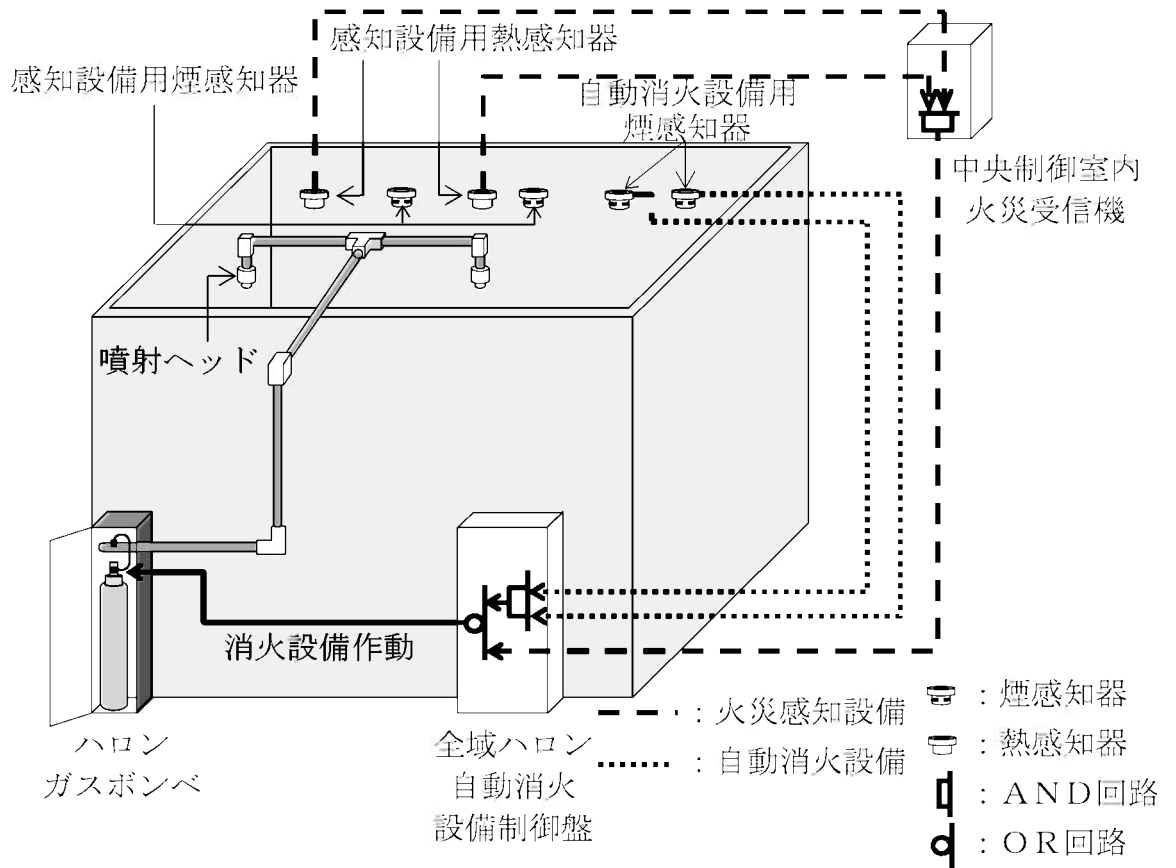 感知設備用熱感知器
感知設備用煙感知器
自動消火設備用
煙感知器
中央制御室内
火災受信機
噴射ヘッド
消火設備作動
ハロン
ガスボンベ
全域ハロン
自動消火
設備制御盤
：火災感知設備
：自動消火設備
：煙感知器
：熱感知器
：ＡＮＤ回路
：ＯＲ回路